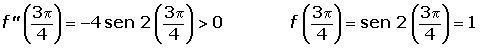 f″(3π/4) = –4 sen 2(3π/4) > 0 f(3π/4) = sen 2(3π/4) = 1